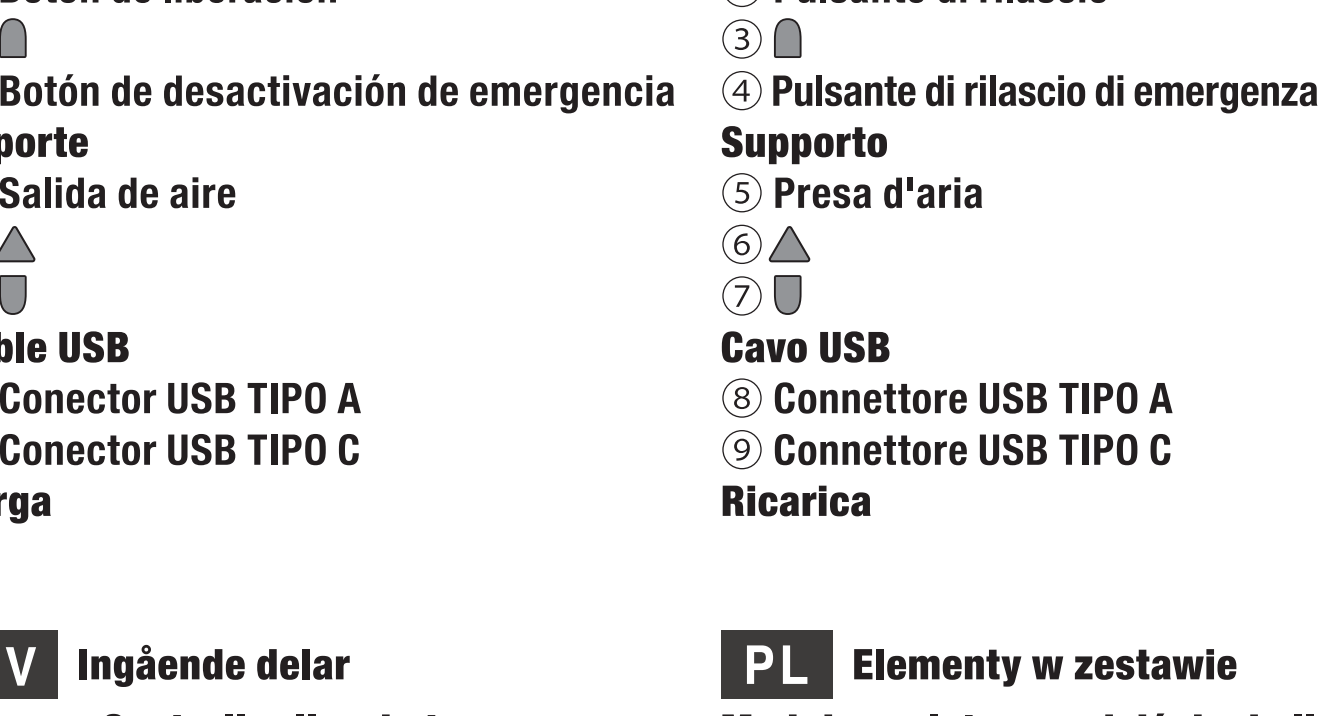 Botón de desactivación de emergencia
porte
Salida de aire
ble USB
Conector USB TIPO A
Conector USB TIPO C
rga
③
④ Pulsante di rilascio di emergenza
Supporto
⑤ Presa d'aria
⑥
⑦
Cavo USB
⑧ Connettore USB TIPO A
⑨ Connettore USB TIPO C
Ricarica
V Ingående delar
PL Elementy w zestawie